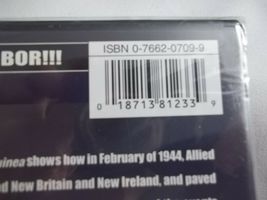 BOR!!!
ISBN 0-7662-0709-9
0 18713 81233 9
inea shows how in February of 1944, Allied
d New Britain and New Ireland, and paved